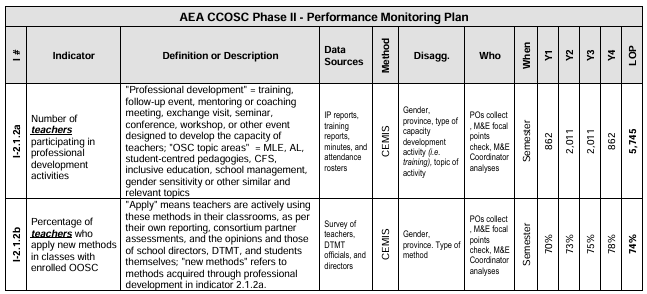 AEA CCOSC Phase II - Performance Monitoring Plan
I #
Indicator
Definition or Description
Data
Sources
Method
Disagg.
Who
When
Y1
Y2
Y3
Y4
LOP
I-2.1.2a
Number of
teachers
participating in
professional
development
activities
"Professional development" = training,
follow-up event, mentoring or coaching
meeting, exchange visit, seminar,
conference, workshop, or other event
designed to develop the capacity of
teachers; "OSC topic areas" = MLE, AL,
student-centred pedagogies, CFS,
inclusive education, school management,
gender sensitivity or other similar and
relevant topics
IP reports,
training
reports,
minutes, and
attendance
rosters
CEMIS
Gender,
province, type of
capacity
development
activity (i.e.
training), topic of
activity
POs collect
, M&E focal
points
check, M&E
Coordinator
analyses
Semester
862
2,011
2,011
862
5,745
I-2.1.2b
Percentage of
teachers who
apply new methods
in classes with
enrolled OOSC
"Apply" means teachers are actively using
these methods in their classrooms, as per
their own reporting, consortium partner
assessments, and the opinions and those
of school directors, DTMT, and students
themselves; "new methods" refers to
methods acquired through professional
development in indicator 2.1.2a.
Survey of
teachers,
DTMT
officials, and
directors
CEMIS
Gender,
province. Type of
method
POs collect
, M&E focal
points
check, M&E
Coordinator
analyses
Semester
70%
73%
75%
78%
74%